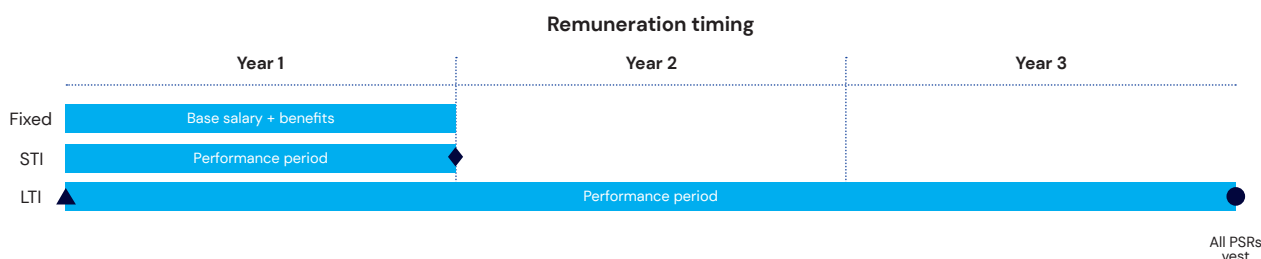 Remuneration timing
Year 1 Year 2 Year 3
Fixed Base salary + benefits
STI Performance period
LTI Performance period
All PSRs
vest